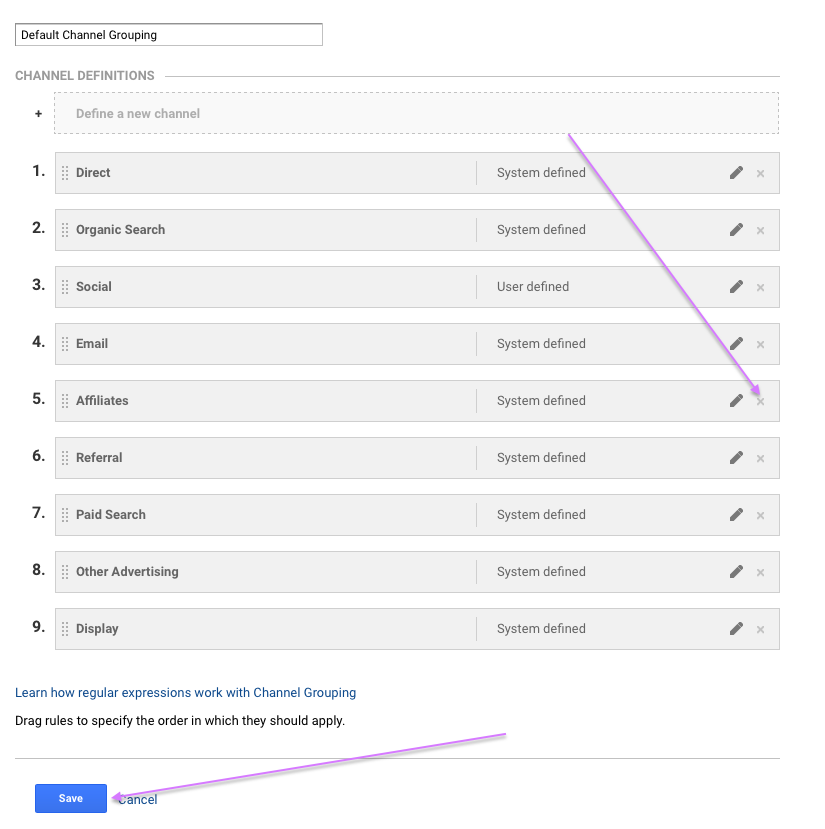 Default Channel Grouping
CHANNEL DEFINITIONS
+ Define a new channel
1. Direct System defined
2. Organic Search System defined
3. Social User defined
4. Email System defined
5. Affiliates System defined
6. Referral System defined
7. Paid Search System defined
8. Other Advertising System defined
9. Display System defined
Learn how regular expressions work with Channel Grouping
Drag rules to specify the order in which they should apply.
Save Cancel